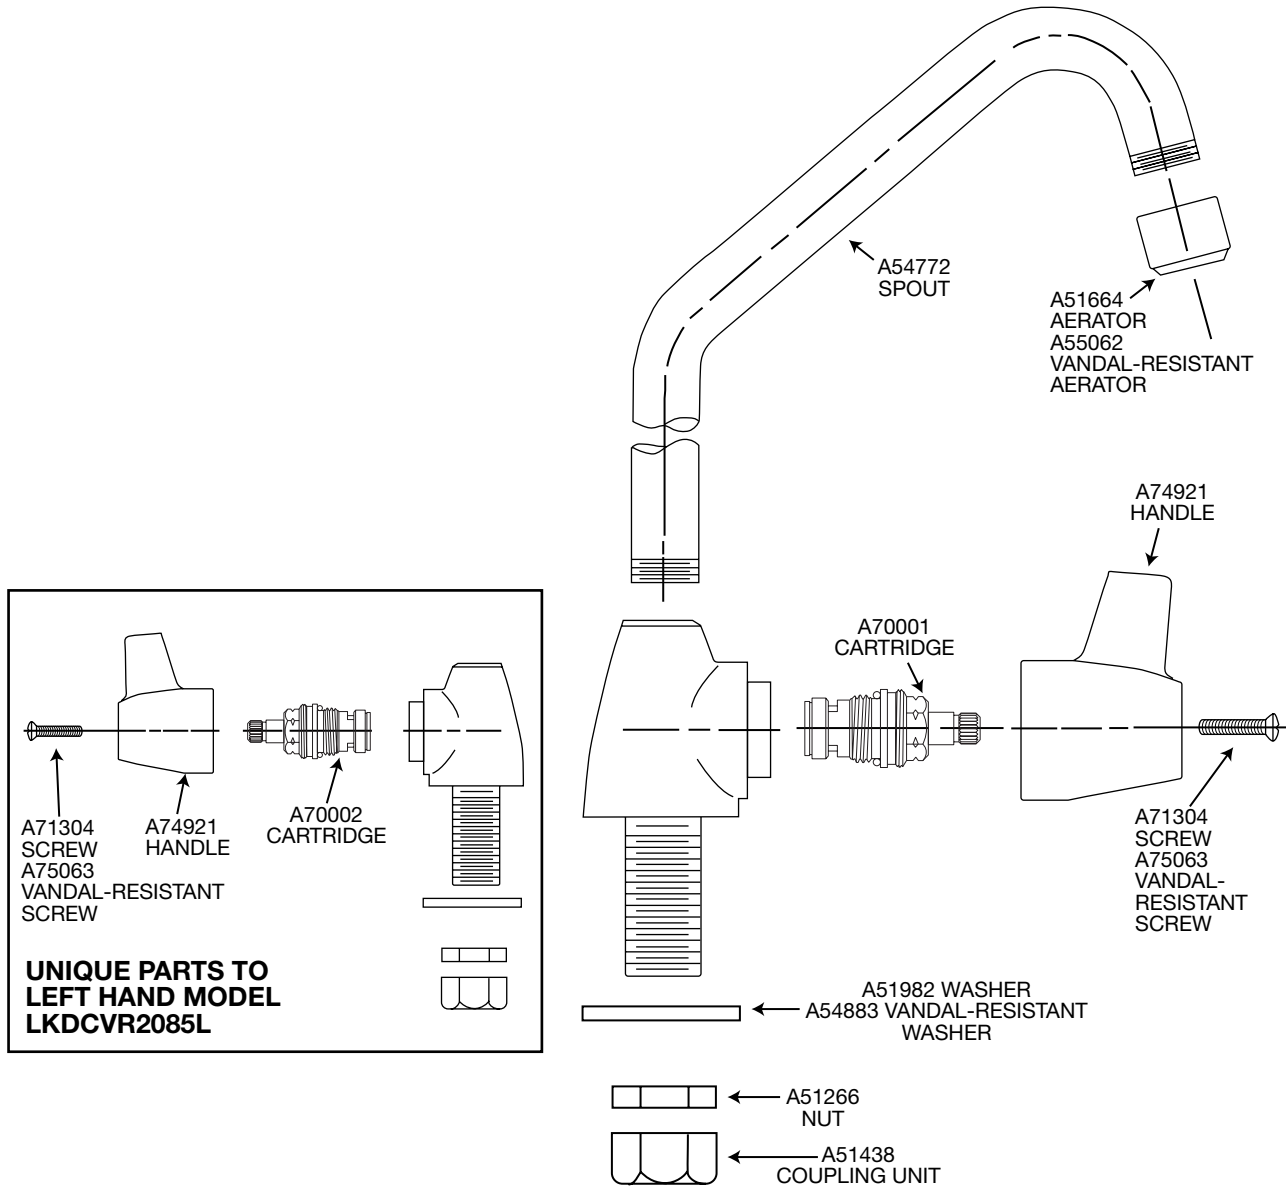 A54772
SPOUT
A51664
AERATOR
A55062
VANDAL-RESISTANT
AERATOR
A74921
HANDLE
A70001
CARTRIDGE
A71304
SCREW
A75063
VANDAL-
RESISTANT
SCREW
A71304
SCREW
A75063
VANDAL-RESISTANT
SCREW
A74921
HANDLE
A70002
CARTRIDGE
UNIQUE PARTS TO
LEFT HAND MODEL
LKDCVR2085L
A51982 WASHER
A54883 VANDAL-RESISTANT
WASHER
A51266
NUT
A51438
COUPLING UNIT